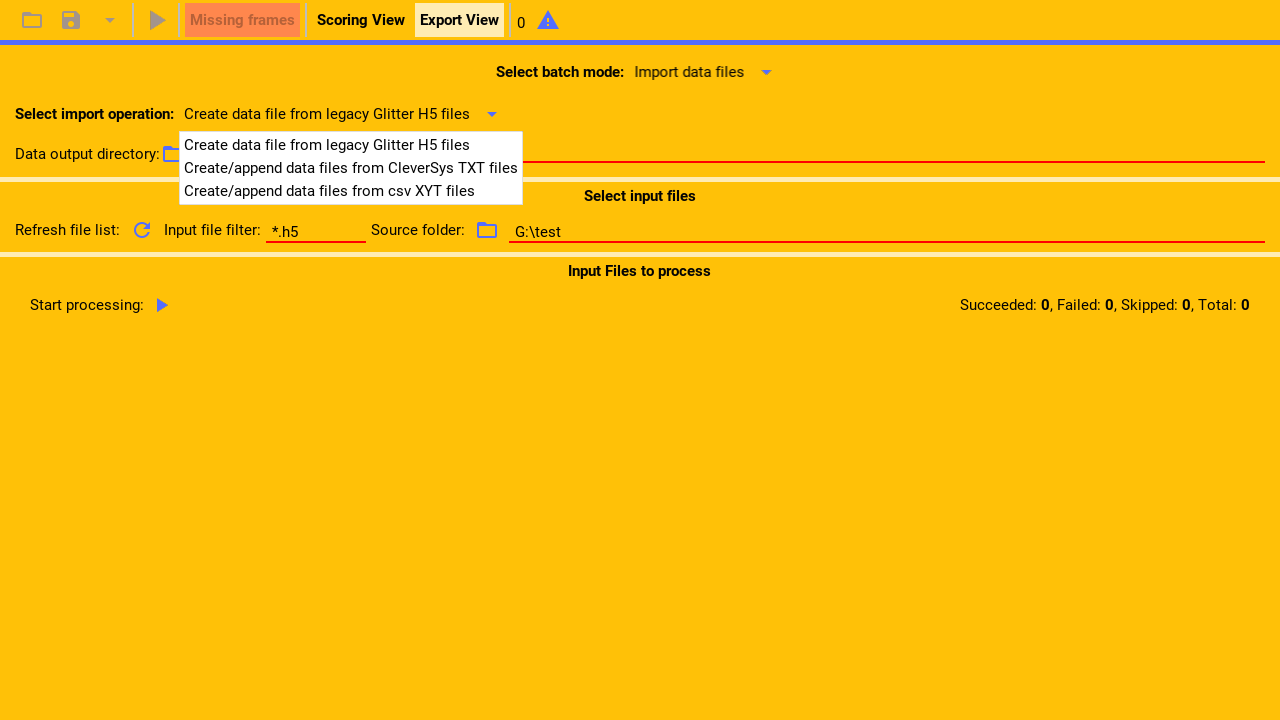 Missing frames Scoring View Export View 0
Select batch mode: Import data files
Select import operation: Create data file from legacy Glitter H5 files
Create data file from legacy Glitter H5 files
Data output directory:
Create/append data files from CleverSys TXT files
Create/append data files from csv XYT files
Select input files
Refresh file list: Input file filter: *.h5 Source folder: G:\test
Input Files to process
Start processing: Succeeded: 0, Failed: 0, Skipped: 0, Total: 0